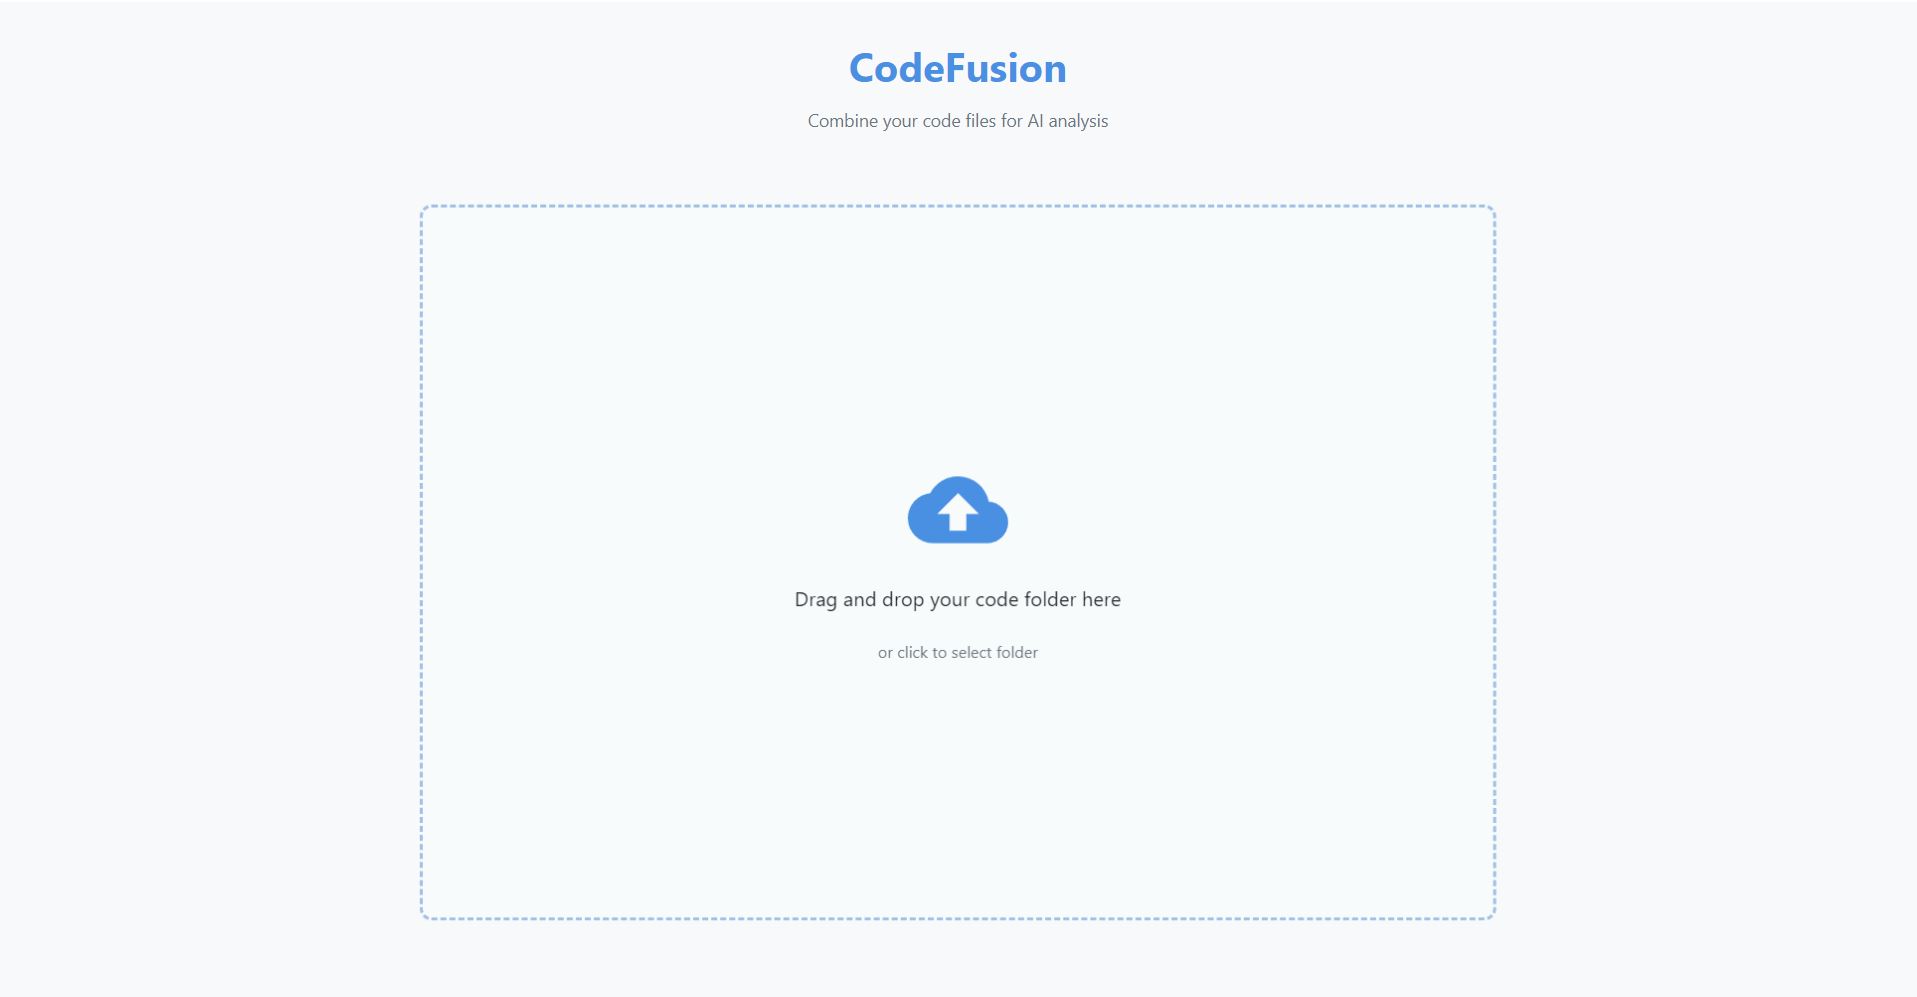 CodeFusion
Combine your code files for AI analysis
Drag and drop your code folder here
or click to select folder